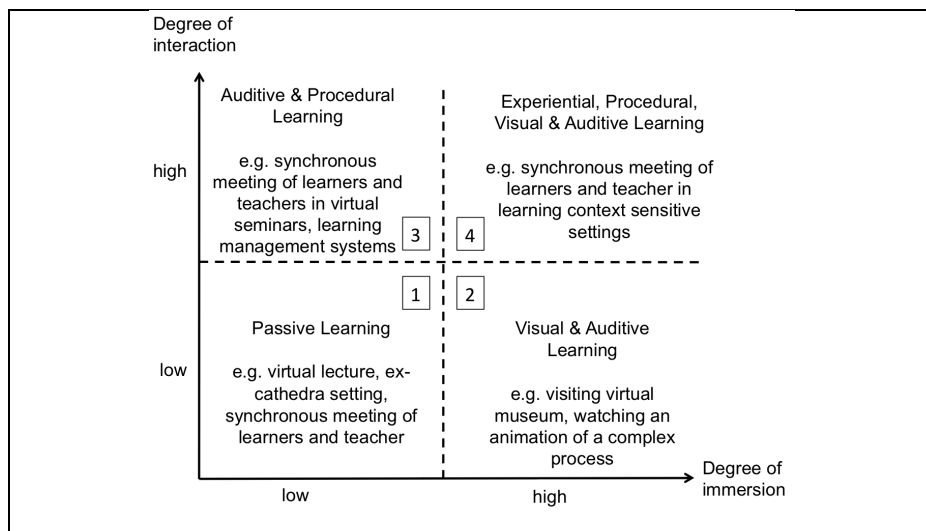 Degree of
interaction
Auditive & Procedural
Learning
e.g. synchronous
meeting of learners and
teachers in virtual
seminars, learning
management systems
3
Experiential, Procedural,
Visual & Auditive Learning
e.g. synchronous meeting of
learners and teacher in
learning context sensitive
settings
4
high
1
Passive Learning
e.g. virtual lecture, ex-
cathedra setting,
synchronous meeting of
learners and teacher
2
Visual & Auditive
Learning
e.g. visiting virtual
museum, watching an
animation of a complex
process
low
low
high
Degree of
immersion